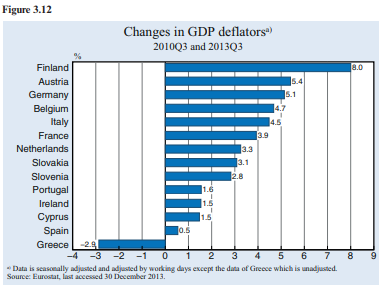 Figure 3.12
Changes in GDP deflatorsa)
2010Q3 and 2013Q3
%
Finland 8.0
Austria 5.4
Germany 5.1
Belgium 4.7
Italy 4.5
France 3.9
Netherlands 3.3
Slovakia 3.1
Slovenia 2.8
Portugal 1.6
Ireland 1.5
Cyprus 1.5
Spain 0.5
Greece −2.9
−4 −3 −2 −1 0 1 2 3 4 5 6 7 8 9
a) Data is seasonally adjusted and adjusted by working days except the data of Greece which is unadjusted.
Source: Eurostat, last accessed 30 December 2013.